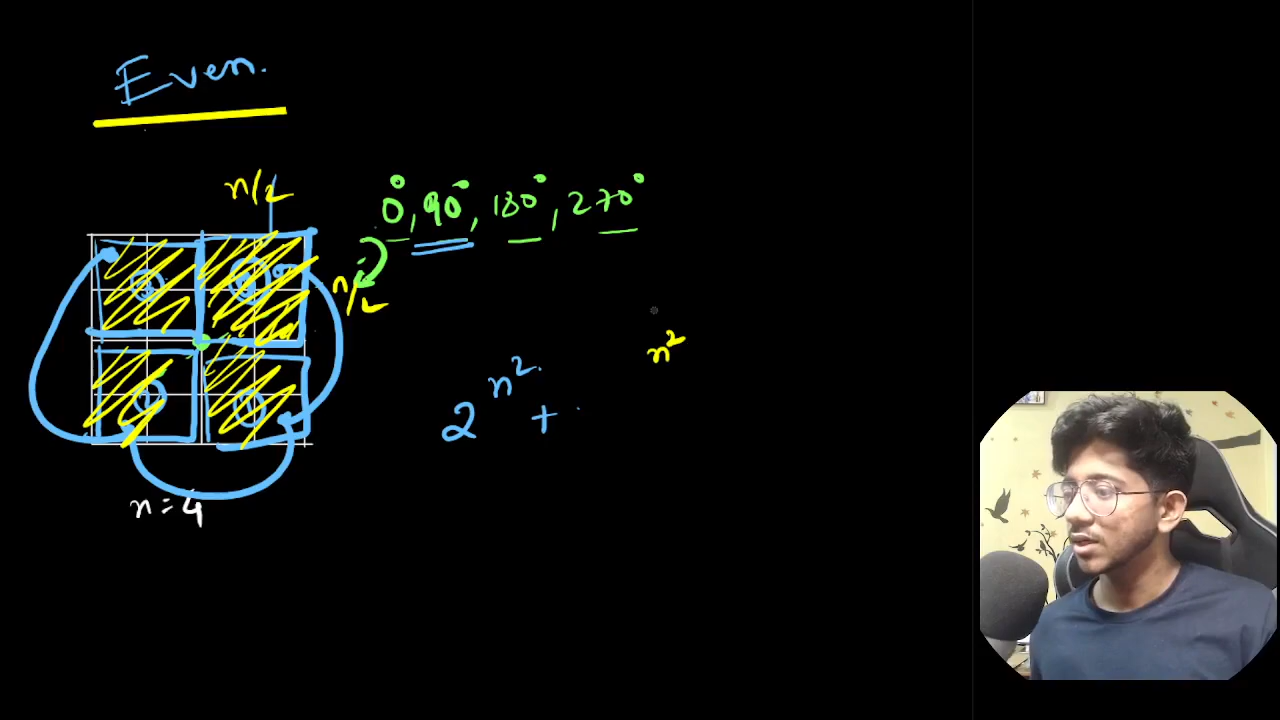 Even.
n/2
0°, 90°, 180°, 270°
n/2
n²
2^n² +
n = 4